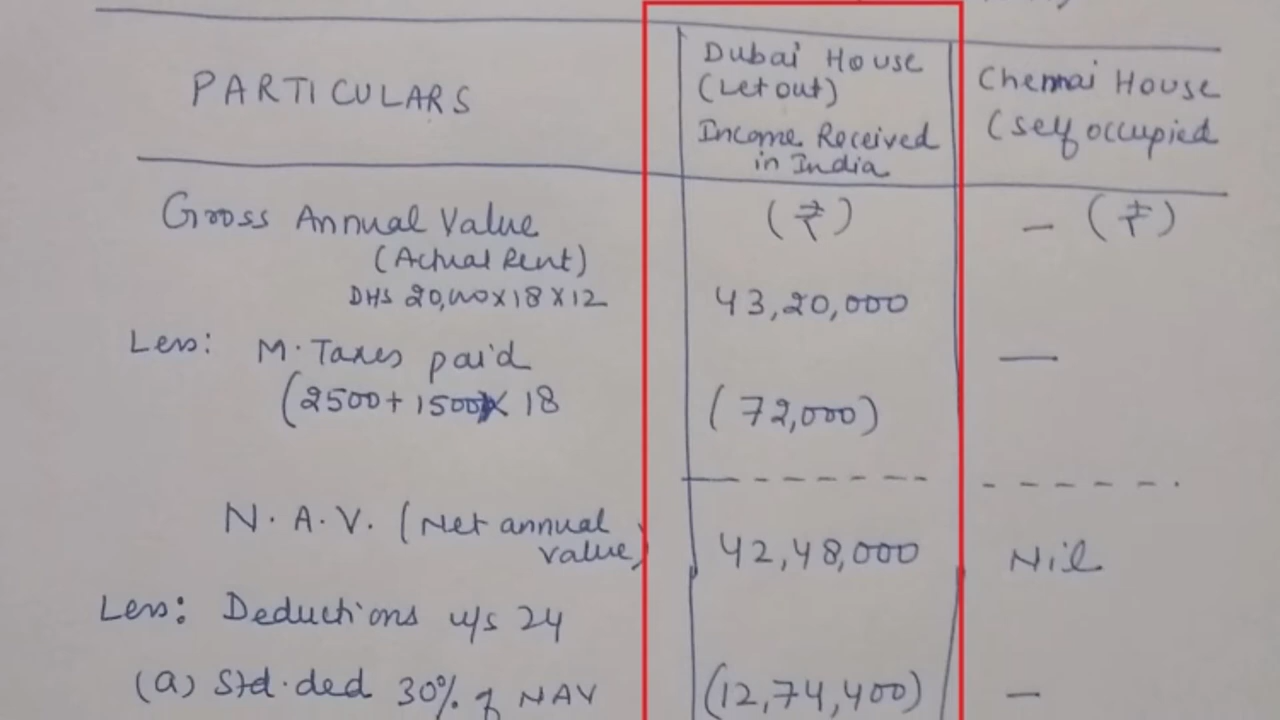 PARTICULARS
Dubai House
(Let out)
Income Received
in India
Chennai House
(Self occupied
Gross Annual Value
(₹)
- (₹)
(Actual Rent)
DHS 20,000x18x12
43,20,000
Less: M.Taxes paid
—
(2500+1500)x 18
(72,000)
N.A.V. (Net annual
value)
42,48,000
Nil
Less: Deductions u/s 24
(a) Std.ded 30% of NAV
(12,74,400)
—